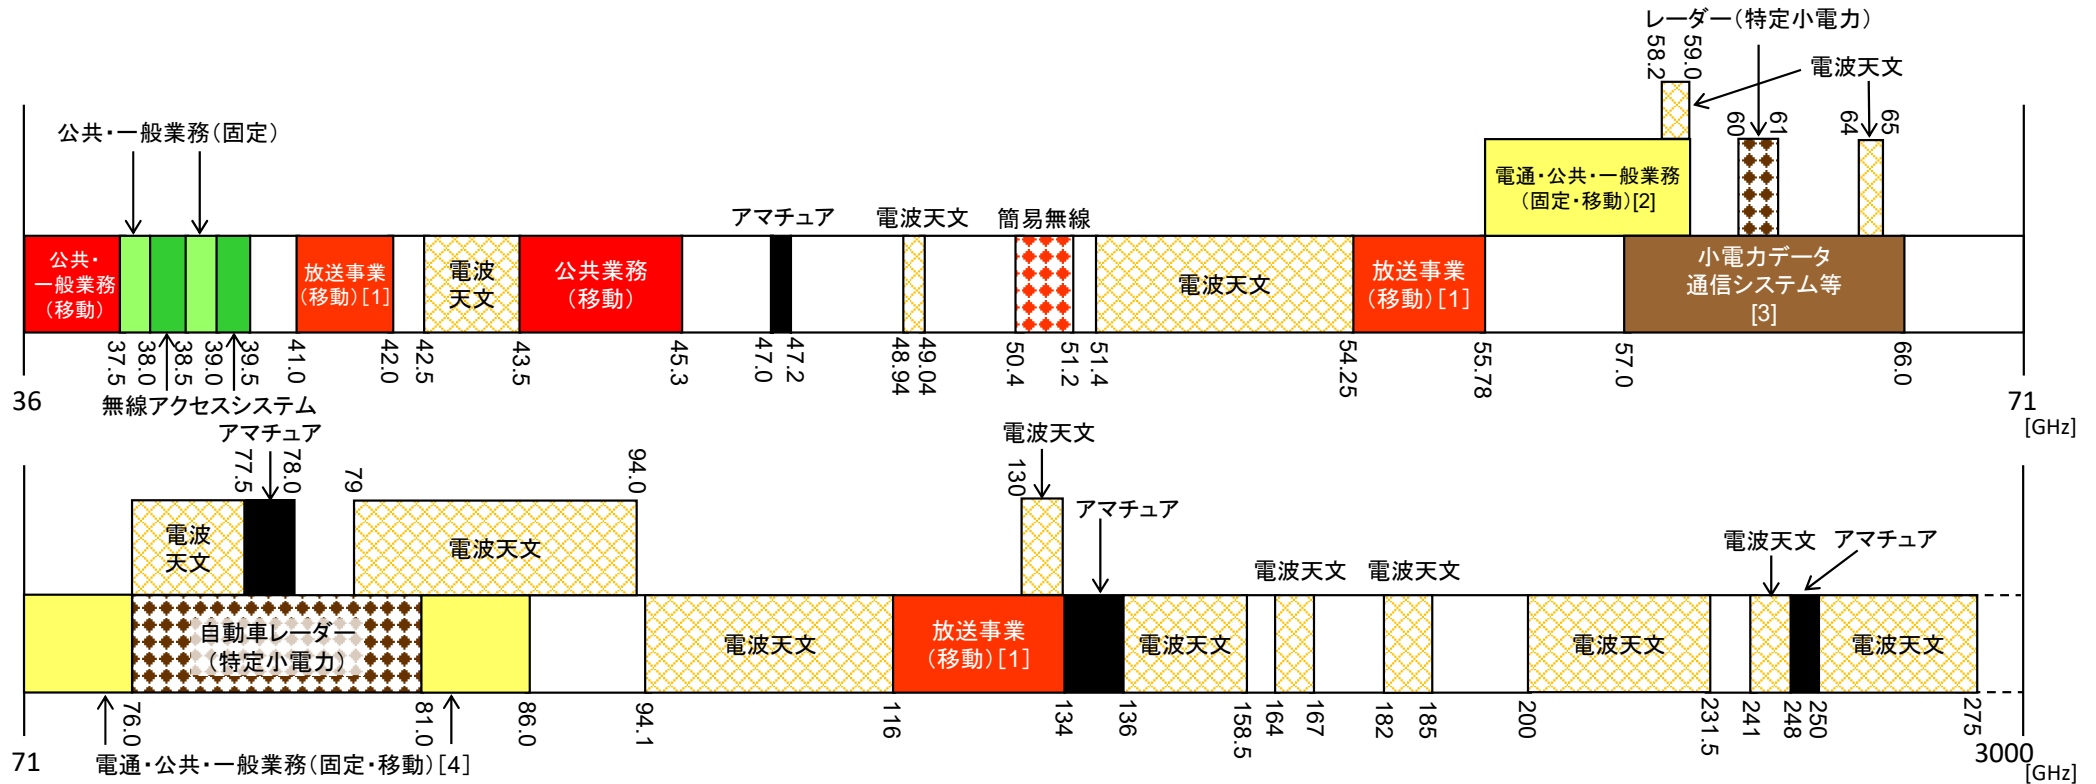 レーダー(特定小電力)
58.2
59.0
電波天文
公共・一般業務(固定)
60
61
64
65
電通・公共・一般業務
(固定・移動)[2]
アマチュア
電波天文
簡易無線
公共・
一般業務
(移動)
放送事業
(移動)[1]
電波
天文
公共業務
(移動)
電波天文
放送事業
(移動)[1]
小電力データ
通信システム等
[3]
37.5
38.0
38.5
39.0
39.5
41.0
42.0
42.5
43.5
45.3
47.0
47.2
48.94
49.04
50.4
51.2
51.4
54.25
55.78
57.0
66.0
36
無線アクセスシステム
71
[GHz]
アマチュア
電波天文
77.5
78.0
79
94.0
130
アマチュア
電波
天文
電波天文
電波天文
電波天文
電波天文
アマチュア
自動車レーダー
(特定小電力)
電波天文
放送事業
(移動)[1]
電波天文
電波天文
電波天文
76.0
81.0
86.0
94.1
116
134
136
158.5
164
167
182
185
200
231.5
241
248
250
275
71
電通・公共・一般業務(固定・移動)[4]
3000
[GHz]